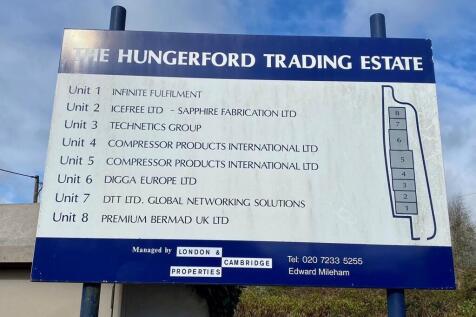 THE HUNGERFORD TRADING ESTATE
Unit 1 INFINITE FULFILMENT
Unit 2 ICEFREE LTD - SAPPHIRE FABRICATION LTD
Unit 3 TECHNETICS GROUP
Unit 4 COMPRESSOR PRODUCTS INTERNATIONAL LTD
Unit 5 COMPRESSOR PRODUCTS INTERNATIONAL LTD
Unit 6 DIGGA EUROPE LTD
Unit 7 DTT LTD. GLOBAL NETWORKING SOLUTIONS
Unit 8 PREMIUM BERMAD UK LTD
8
7
6
5
4
3
2
1
Managed by LONDON &
CAMBRIDGE
PROPERTIES
Tel: 020 7233 5255
Edward Mileham